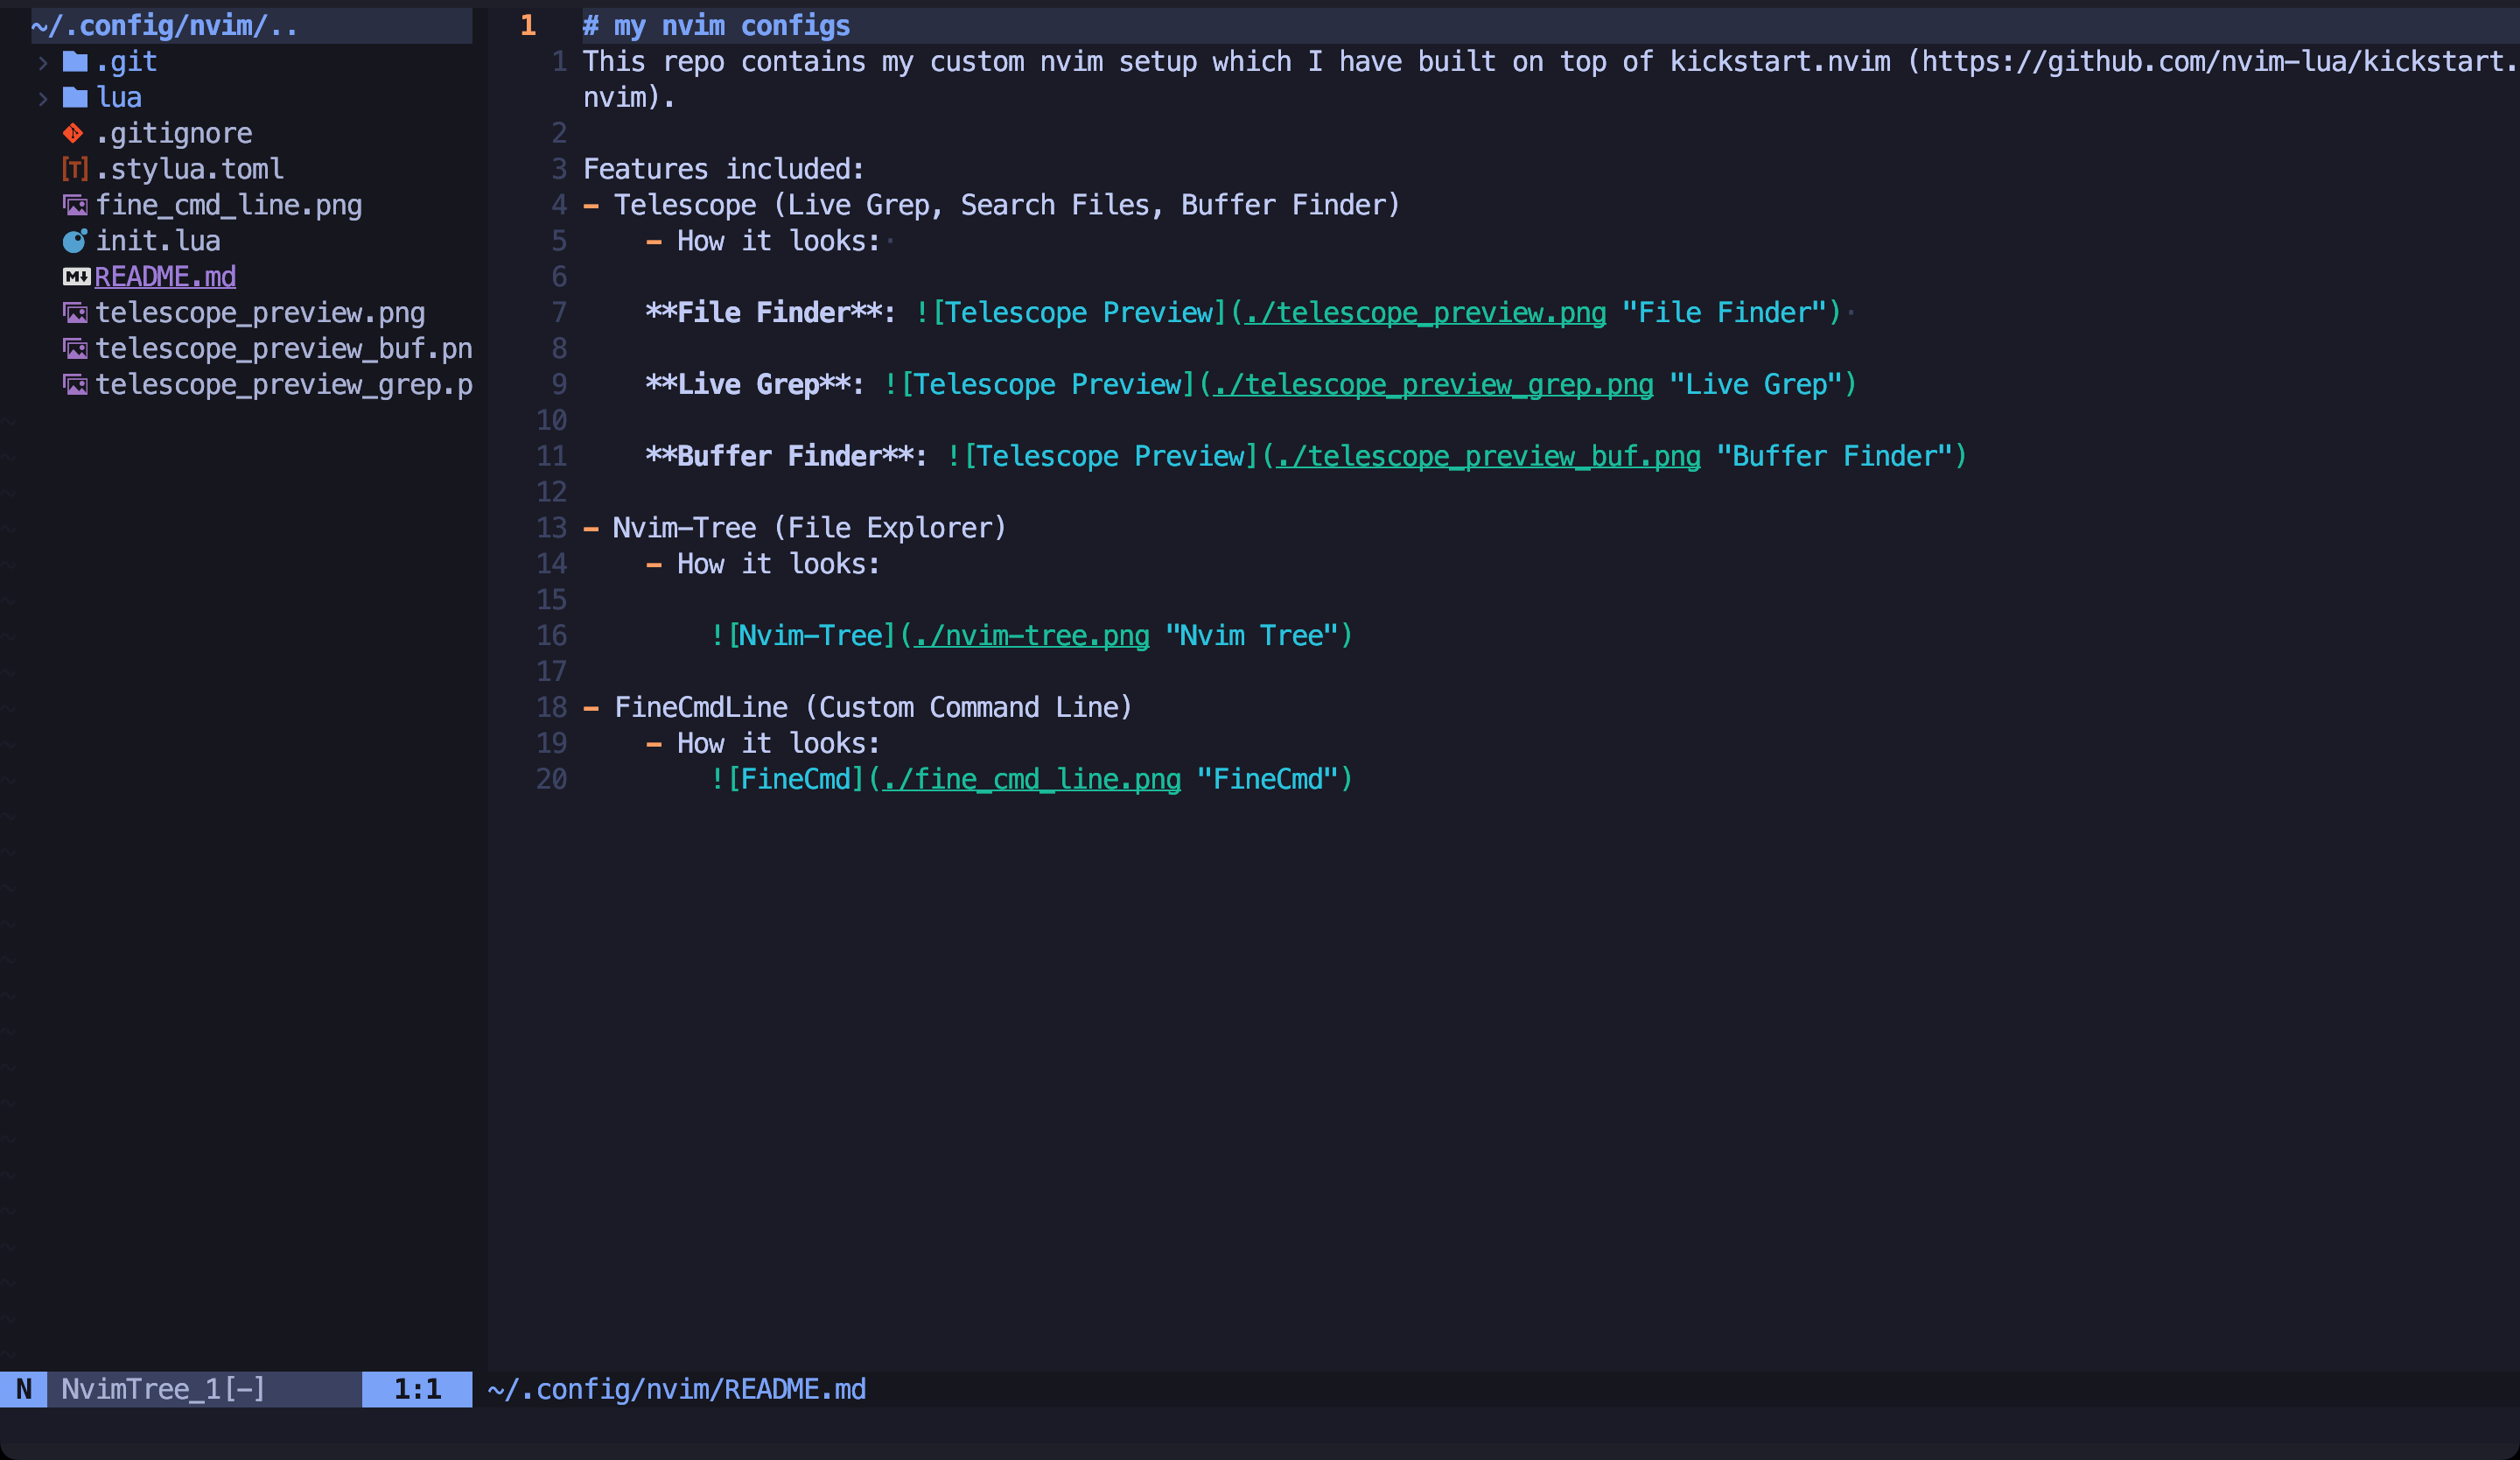 ~/.config/nvim/..
.git
lua
.gitignore
[T] .stylua.toml
fine_cmd_line.png
init.lua
M↓ README.md
telescope_preview.png
telescope_preview_buf.pn
telescope_preview_grep.p
1 # my nvim configs
1 This repo contains my custom nvim setup which I have built on top of kickstart.nvim (https://github.com/nvim-lua/kickstart.
nvim).
2
3 Features included:
4 - Telescope (Live Grep, Search Files, Buffer Finder)
5 - How it looks:·
6
7 **File Finder**: ![Telescope Preview](./telescope_preview.png "File Finder")·
8
9 **Live Grep**: ![Telescope Preview](./telescope_preview_grep.png "Live Grep")
10
11 **Buffer Finder**: ![Telescope Preview](./telescope_preview_buf.png "Buffer Finder")
12
13 - Nvim-Tree (File Explorer)
14 - How it looks:
15
16 ![Nvim-Tree](./nvim-tree.png "Nvim Tree")
17
18 - FineCmdLine (Custom Command Line)
19 - How it looks:
20 ![FineCmd](./fine_cmd_line.png "FineCmd")
N NvimTree_1[-] 1:1 ~/.config/nvim/README.md